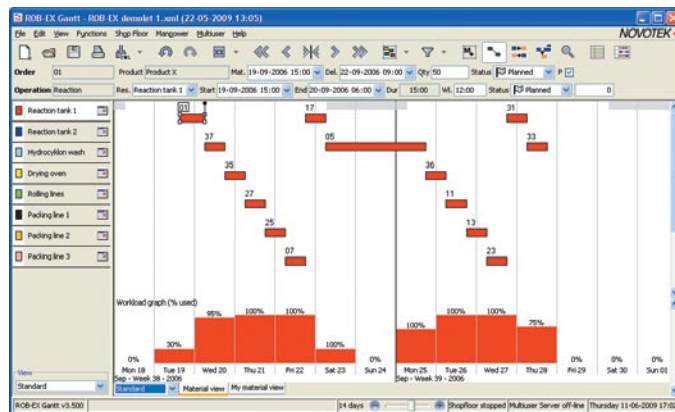 ROB-EX Gantt - ROB-EX demolet 1.xml (22-05-2009 13:05)
File Edit View Functions Shop Floor Manpower Multiuser Help
NOVOTEK
Order 01 Product Product X Mat. 19-09-2006 15:00 Del. 22-09-2006 09:00 Qty 50 Status Planned P
Operation Reaction Res. Reaction tank 1 Start 19-09-2006 15:00 End 20-09-2006 06:00 Dur 15:00 Wl. 12:00 Status Planned 0
Reaction tank 1
Reaction tank 2
Hydrocyklon wash
Drying oven
Rolling lines
Packing line 1
Packing line 2
Packing line 3
01 17 31
37 05 33
35 36
27 11
25 13
07 23
Workload graph (% used)
0% 30% 95% 100% 100% 100% 0% 100% 100% 100% 75% 0% 0% 0%
Mon 18 Tue 19 Wed 20 Thu 21 Fri 22 Sat 23 Sun 24 Mon 25 Tue 26 Wed 27 Thu 28 Fri 29 Sat 30 Sun 01
Sep - Week 38 - 2006 Sep - Week 39 - 2006
View
Standard
Standard Material view My material view
ROB-EX Gantt v3.500 14 days Shopfloor stopped Multiuser Server off-line Thursday 11-06-2009 17:02